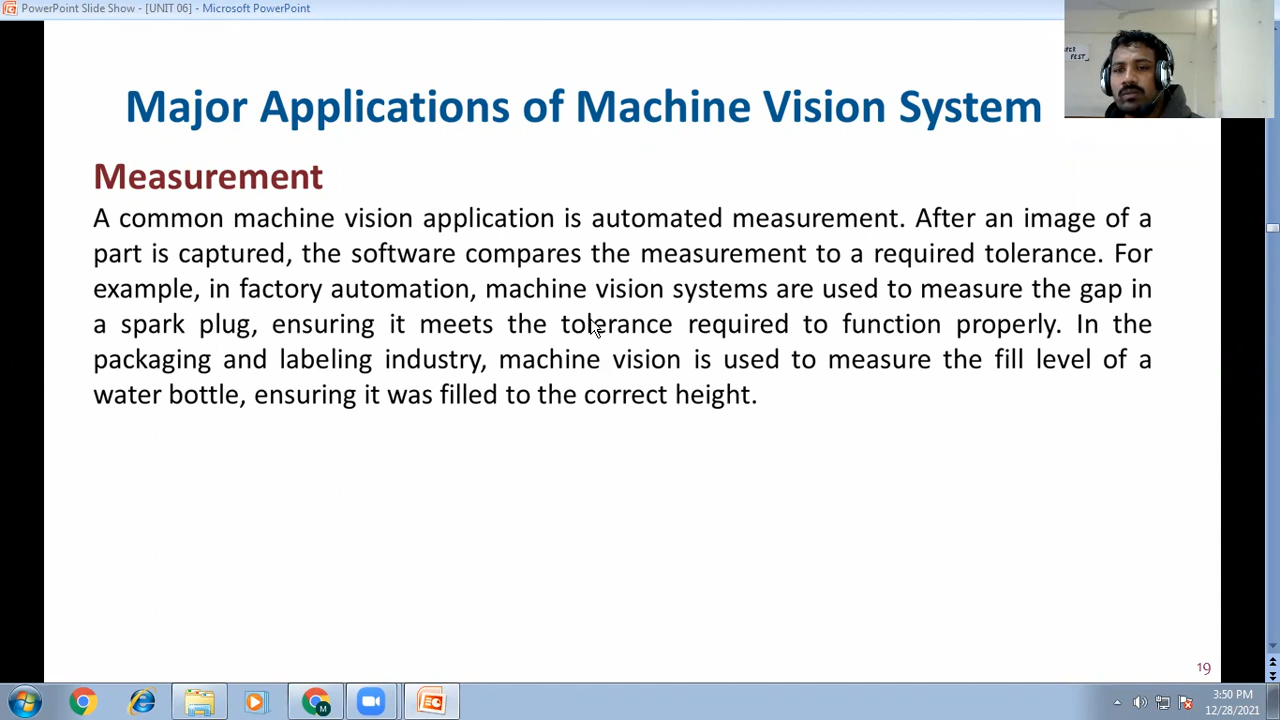 PowerPoint Slide Show - [UNIT 06] - Microsoft PowerPoint
Major Applications of Machine Vision System
Measurement
A common machine vision application is automated measurement. After an image of a
part is captured, the software compares the measurement to a required tolerance. For
example, in factory automation, machine vision systems are used to measure the gap in
a spark plug, ensuring it meets the tolerance required to function properly. In the
packaging and labeling industry, machine vision is used to measure the fill level of a
water bottle, ensuring it was filled to the correct height.
19
M
3:50 PM
12/28/2021